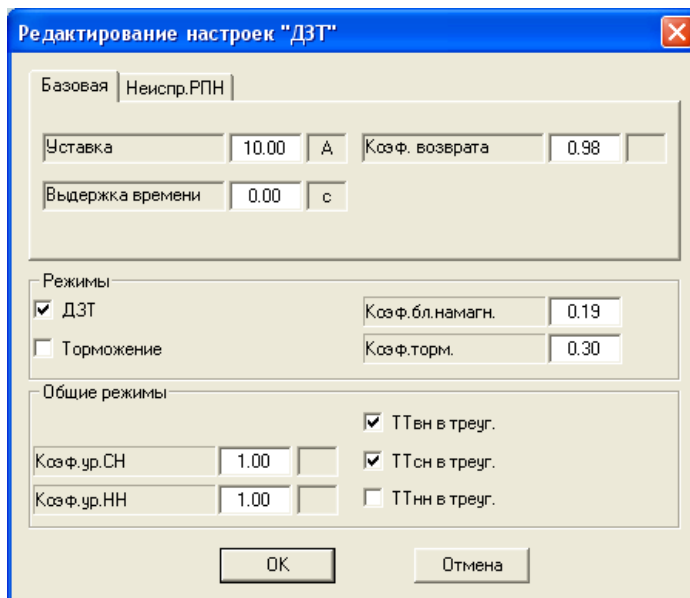 Редактирование настроек "ДЗТ"
Базовая Неиспр.РПН
Уставка 10.00 А Коэф. возврата 0.98
Выдержка времени 0.00 с
Режимы
ДЗТ Коэф.бл.намагн. 0.19
Торможение Коэф.торм. 0.30
Общие режимы
ТТвн в треуг.
Коэф.ур.СН 1.00 ТТсн в треуг.
Коэф.ур.НН 1.00 ТТнн в треуг.
OK Отмена